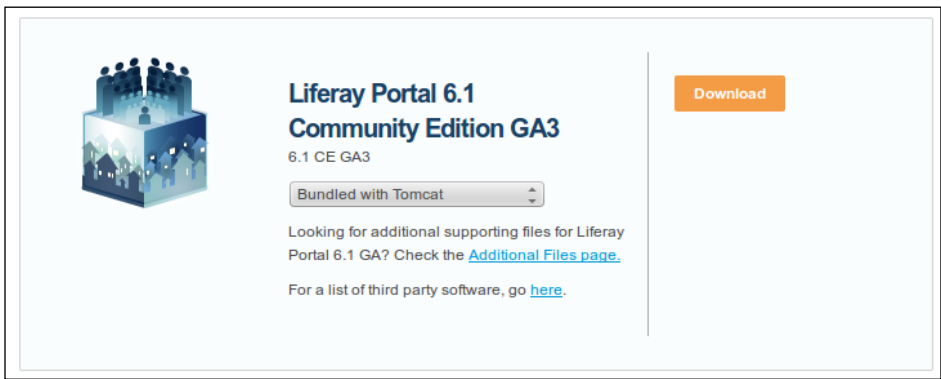 Liferay Portal 6.1
Community Edition GA3
6.1 CE GA3
Bundled with Tomcat
Looking for additional supporting files for Liferay
Portal 6.1 GA? Check the Additional Files page.
For a list of third party software, go here.
Download